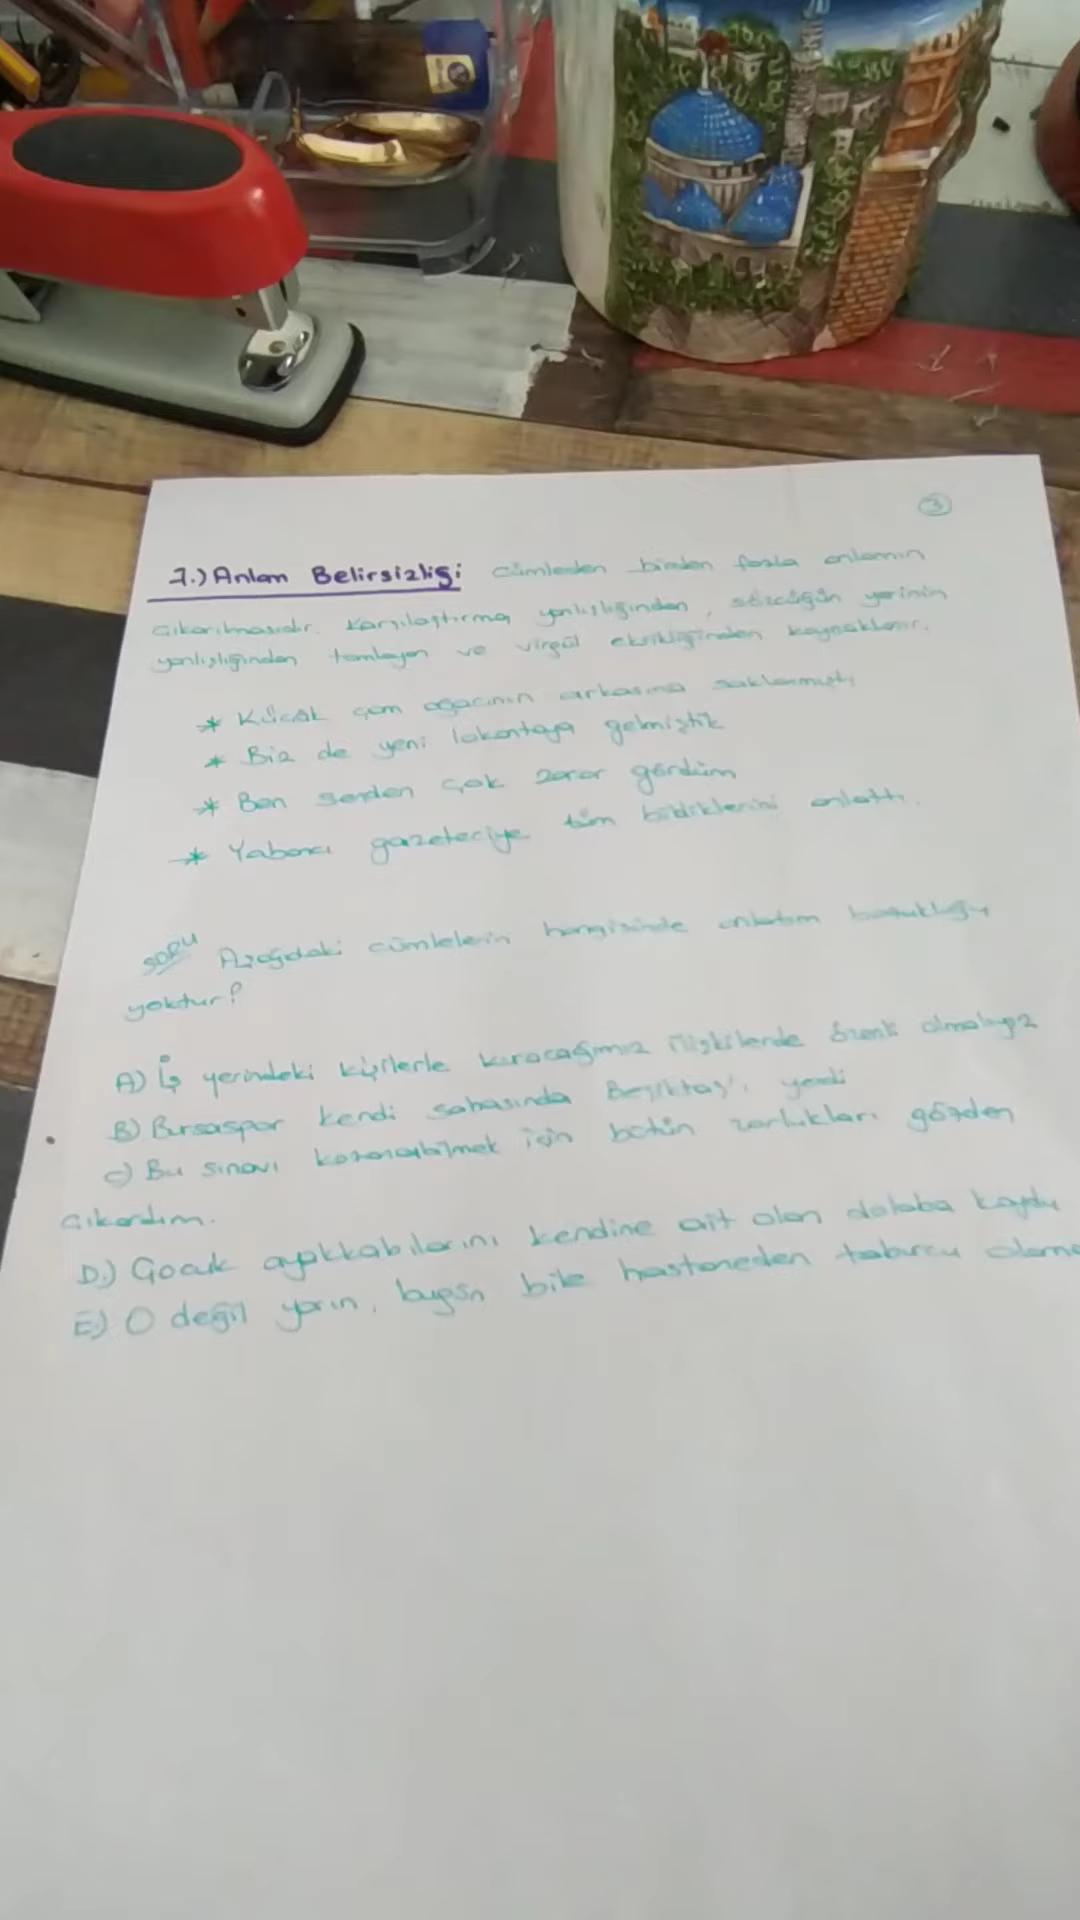 3
7.) Anlam Belirsizliği Cümleden birden fazla anlamın
çıkarılmasıdır. Karşılaştırma yanlışlığından, sözcüğün yerinin
yanlışlığından tamlayan ve virgül eksikliğinden kaynaklanır.
* Küçük çam ağacının arkasına saklanmıştı
* Biz de yeni lokantaya gelmiştik
* Ben senden çok zarar gördüm
* Yabancı gazeteciye tüm bildiklerini anlattı.
SORU Aşağıdaki cümlelerin hangisinde anlatım bozukluğu
yoktur?
A) İş yerindeki kişilerle kuracağımız ilişkilerde özenli olmalıyız
B) Bursaspor kendi sahasında Beşiktaş'ı yendi
C) Bu sınavı kazanabilmek için bütün zorlukları gözden
çıkardım.
D.) Çocuk ayakkabılarını kendine ait olan dolaba koydu
E) O değil yarın, bugün bile hastaneden taburcu olama